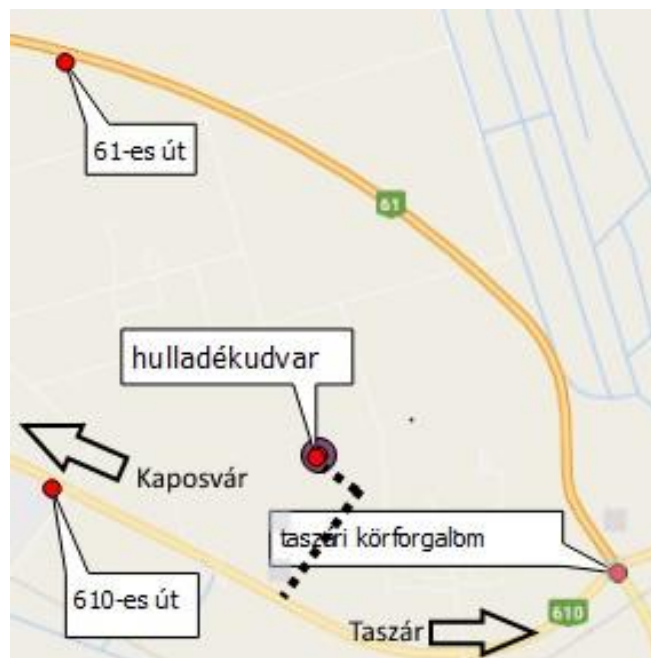 61-es út
61
hulladékudvar
Kaposvár
taszári körforgalom
610-es út
610
Taszár